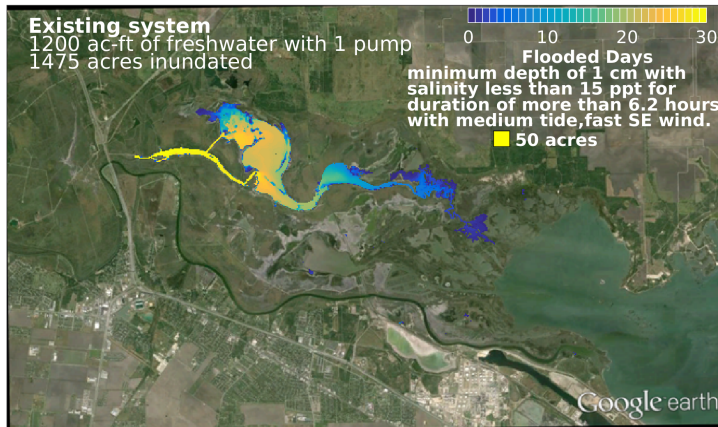 Existing system
1200 ac-ft of freshwater with 1 pump
1475 acres inundated
0 10 20 30
Flooded Days
minimum depth of 1 cm with
salinity less than 15 ppt for
duration of more than 6.2 hours
with medium tide,fast SE wind.
50 acres
Google earth